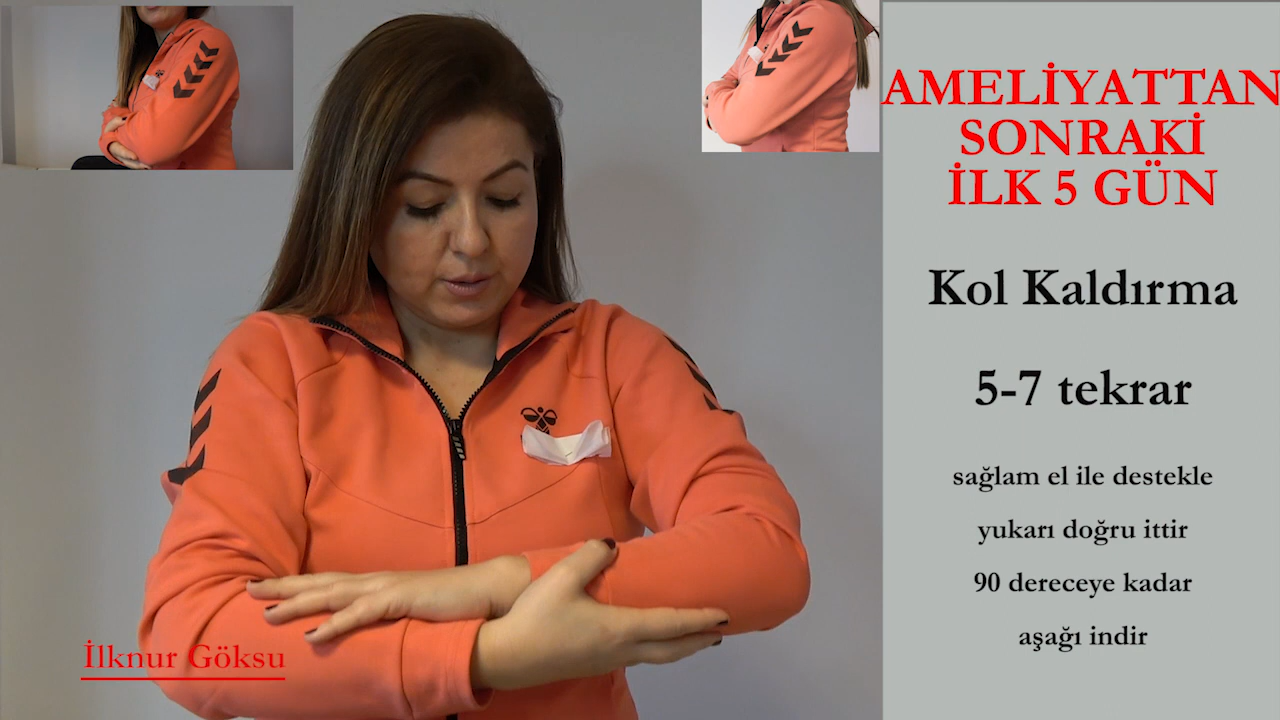 AMELİYATTAN
SONRAKİ
İLK 5 GÜN
Kol Kaldırma
5-7 tekrar
sağlam el ile destekle
yukarı doğru ittir
90 dereceye kadar
aşağı indir
İlknur Göksu